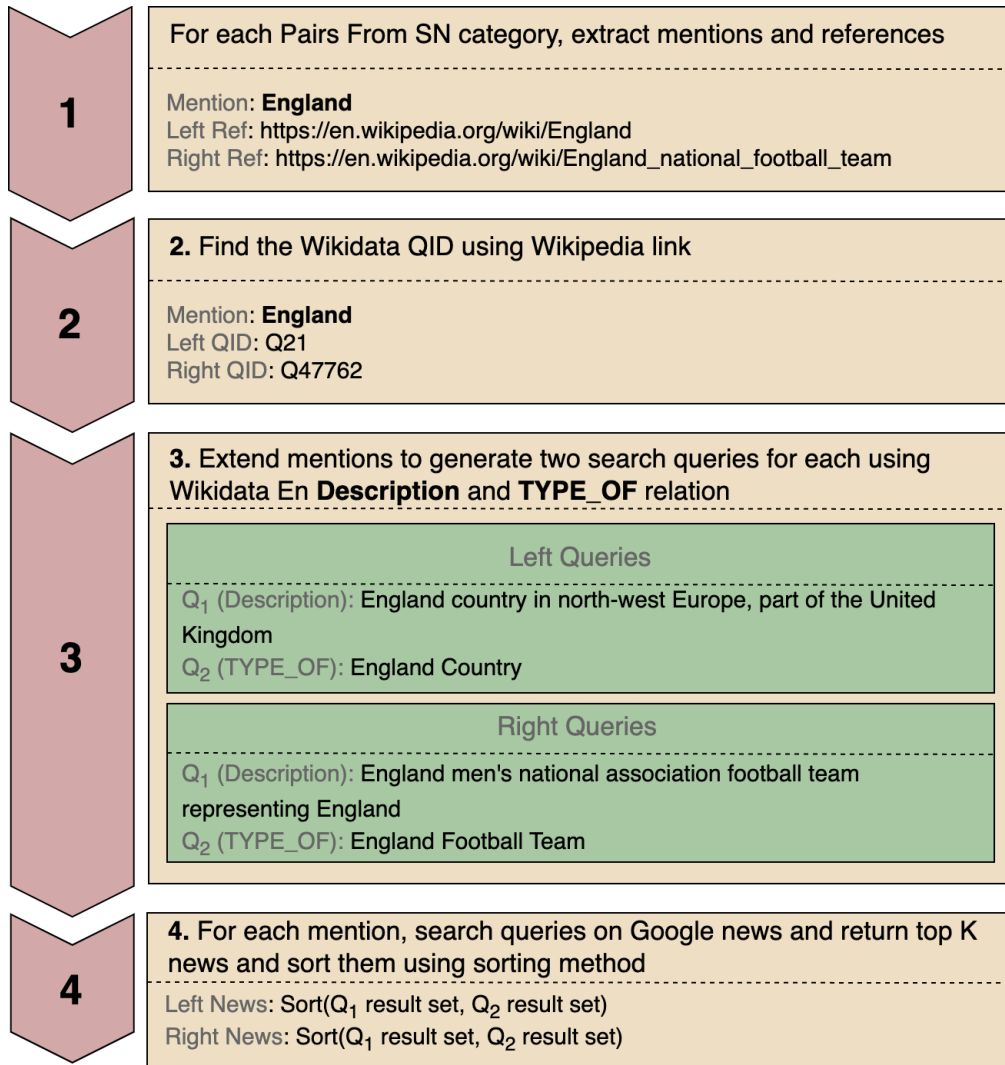 1
For each Pairs From SN category, extract mentions and references
Mention: England
Left Ref: https://en.wikipedia.org/wiki/England
Right Ref: https://en.wikipedia.org/wiki/England_national_football_team
2
2. Find the Wikidata QID using Wikipedia link
Mention: England
Left QID: Q21
Right QID: Q47762
3
3. Extend mentions to generate two search queries for each using
Wikidata En Description and TYPE_OF relation
Left Queries
Q1 (Description): England country in north-west Europe, part of the United
Kingdom
Q2 (TYPE_OF): England Country
Right Queries
Q1 (Description): England men's national association football team
representing England
Q2 (TYPE_OF): England Football Team
4
4. For each mention, search queries on Google news and return top K
news and sort them using sorting method
Left News: Sort(Q1 result set, Q2 result set)
Right News: Sort(Q1 result set, Q2 result set)